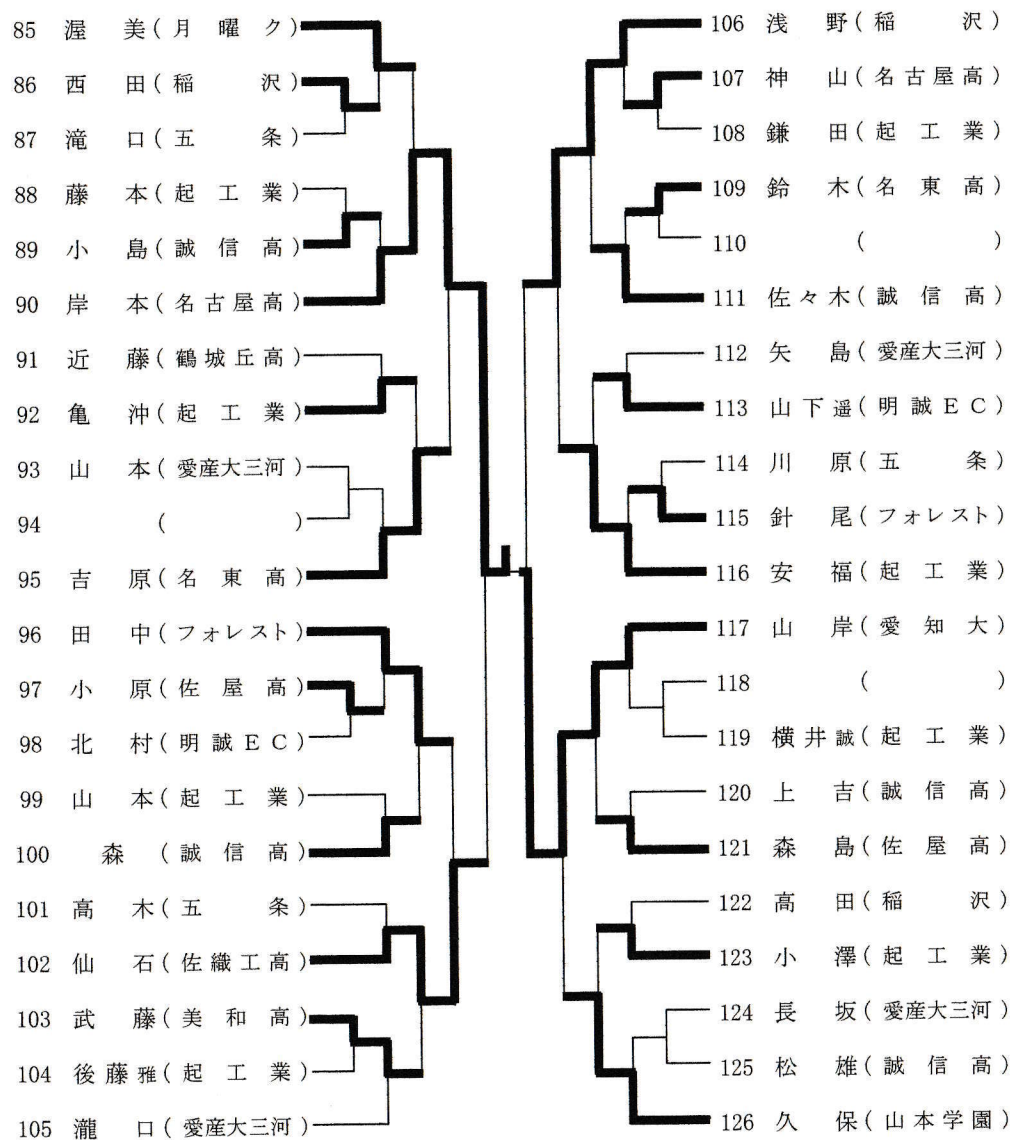 85 渥美(月曜ク)
86 西田(稲沢)
87 滝口(五条)
88 藤本(起工業)
89 小島(誠信高)
90 岸本(名古屋高)
91 近藤(鶴城丘高)
92 亀沖(起工業)
93 山本(愛産大三河)
94 ( )
95 吉原(名東高)
96 田中(フォレスト)
97 小原(佐屋高)
98 北村(明誠EC)
99 山本(起工業)
100 森(誠信高)
101 高木(五条)
102 仙石(佐織工高)
103 武藤(美和高)
104 後藤雅(起工業)
105 瀧口(愛産大三河)
106 浅野(稲沢)
107 神山(名古屋高)
108 鎌田(起工業)
109 鈴木(名東高)
110 ( )
111 佐々木(誠信高)
112 矢島(愛産大三河)
113 山下遥(明誠EC)
114 川原(五条)
115 針尾(フォレスト)
116 安福(起工業)
117 山岸(愛知大)
118 ( )
119 横井誠(起工業)
120 上吉(誠信高)
121 森島(佐屋高)
122 高田(稲沢)
123 小澤(起工業)
124 長坂(愛産大三河)
125 松雄(誠信高)
126 久保(山本学園)